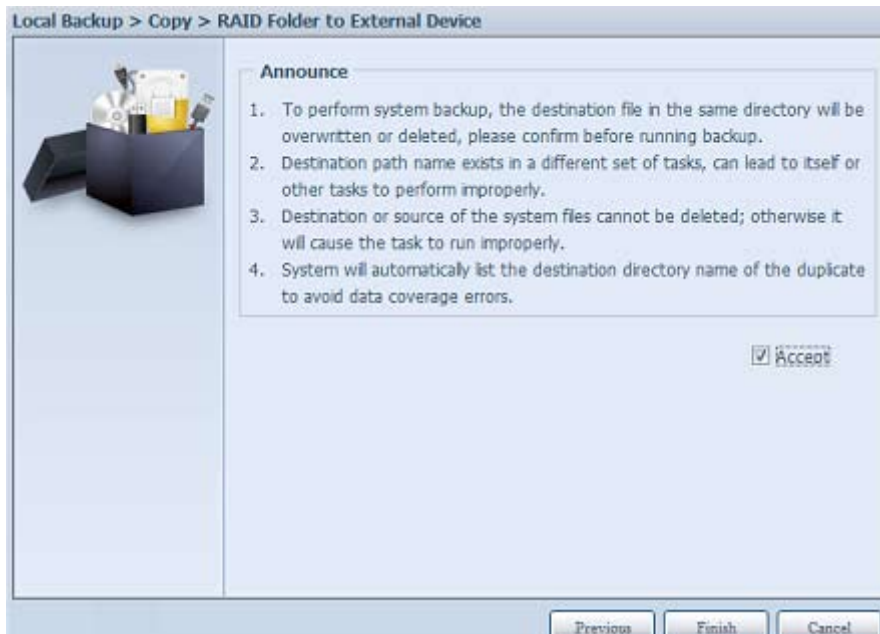 Local Backup > Copy > RAID Folder to External Device
Announce
1. To perform system backup, the destination file in the same directory will be
overwritten or deleted, please confirm before running backup.
2. Destination path name exists in a different set of tasks, can lead to itself or
other tasks to perform improperly.
3. Destination or source of the system files cannot be deleted; otherwise it
will cause the task to run improperly.
4. System will automatically list the destination directory name of the duplicate
to avoid data coverage errors.
Accept
Previous Finish Cancel